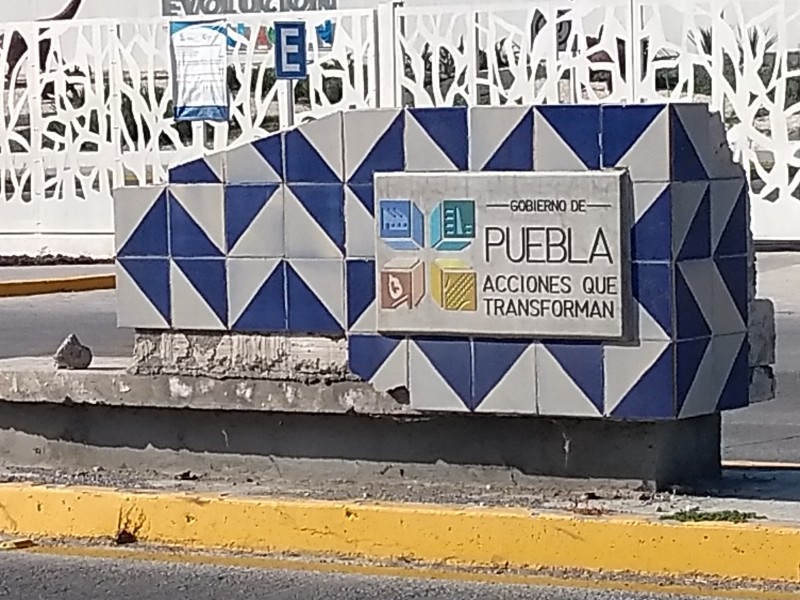 EVOLUCIÓN
E
GOBIERNO DE
PUEBLA
ACCIONES QUE
TRANSFORMAN